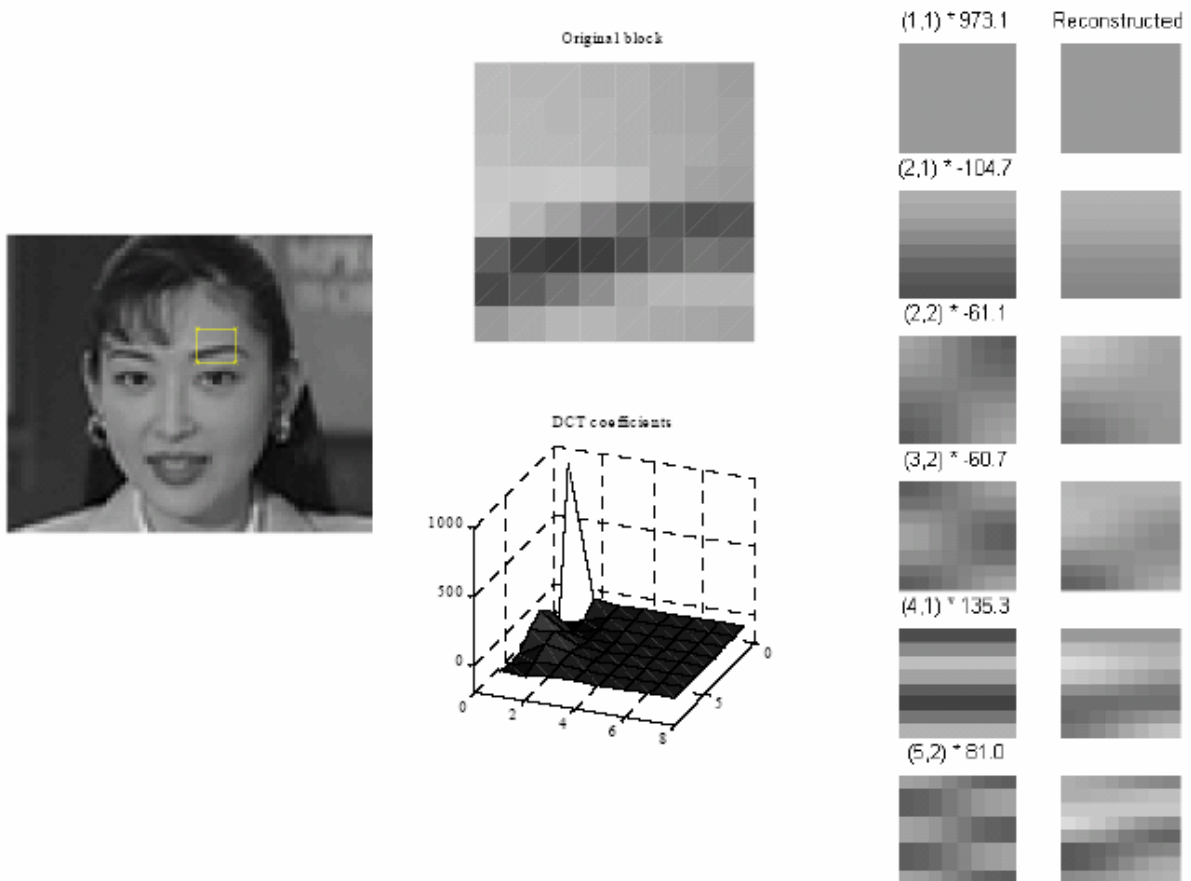 Original block
DCT coefficients
1000
500
0
0
2
4
6
8
5
0
(1,1) * 973.1
Reconstructed
(2,1) * -104.7
(2,2) * -61.1
(3,2) * -60.7
(4,1) * 135.3
(5,2) * 81.0